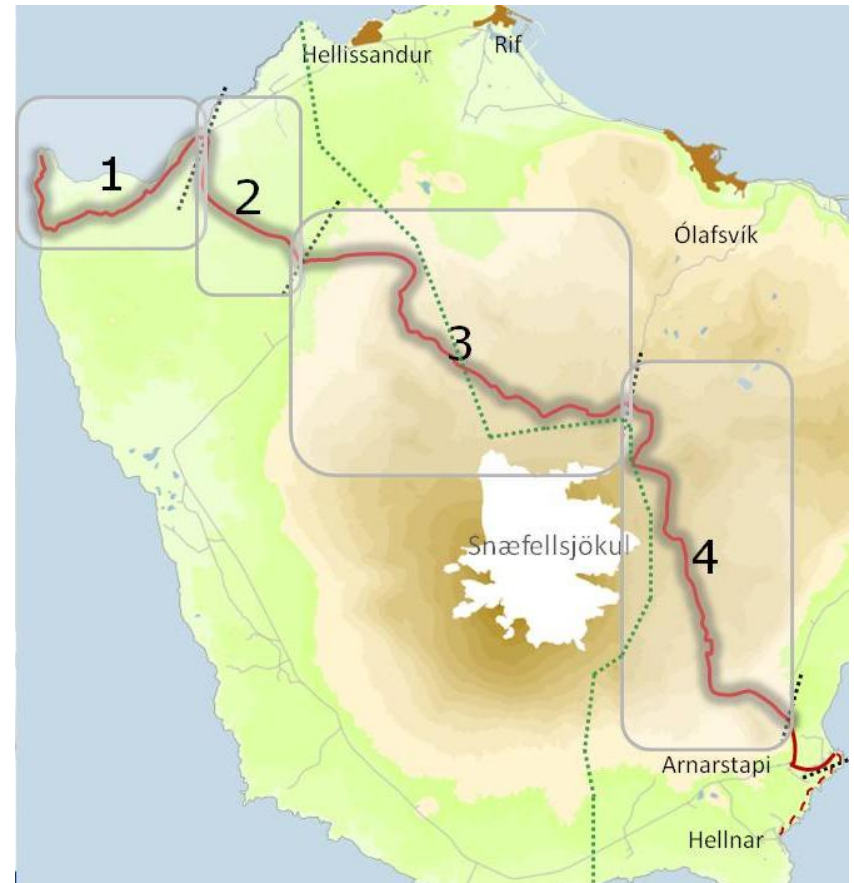 Hellissandur
Rif
1
2
Ólafsvík
3
Snæfellsjökul
4
Arnarstapi
Hellnar